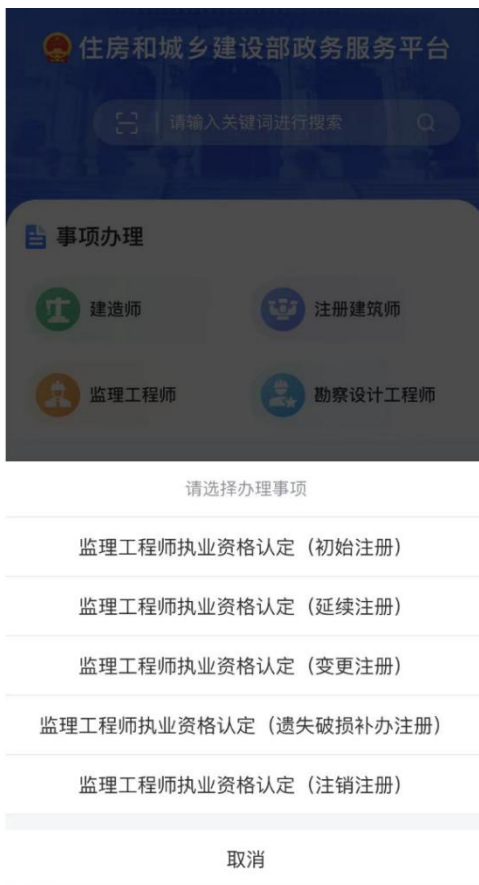 住房和城乡建设部政务服务平台
请输入关键词进行搜索
事项办理
建造师
注册建筑师
监理工程师
勘察设计工程师
请选择办理事项
监理工程师执业资格认定（初始注册）
监理工程师执业资格认定（延续注册）
监理工程师执业资格认定（变更注册）
监理工程师执业资格认定（遗失破损补办注册）
监理工程师执业资格认定（注销注册）
取消